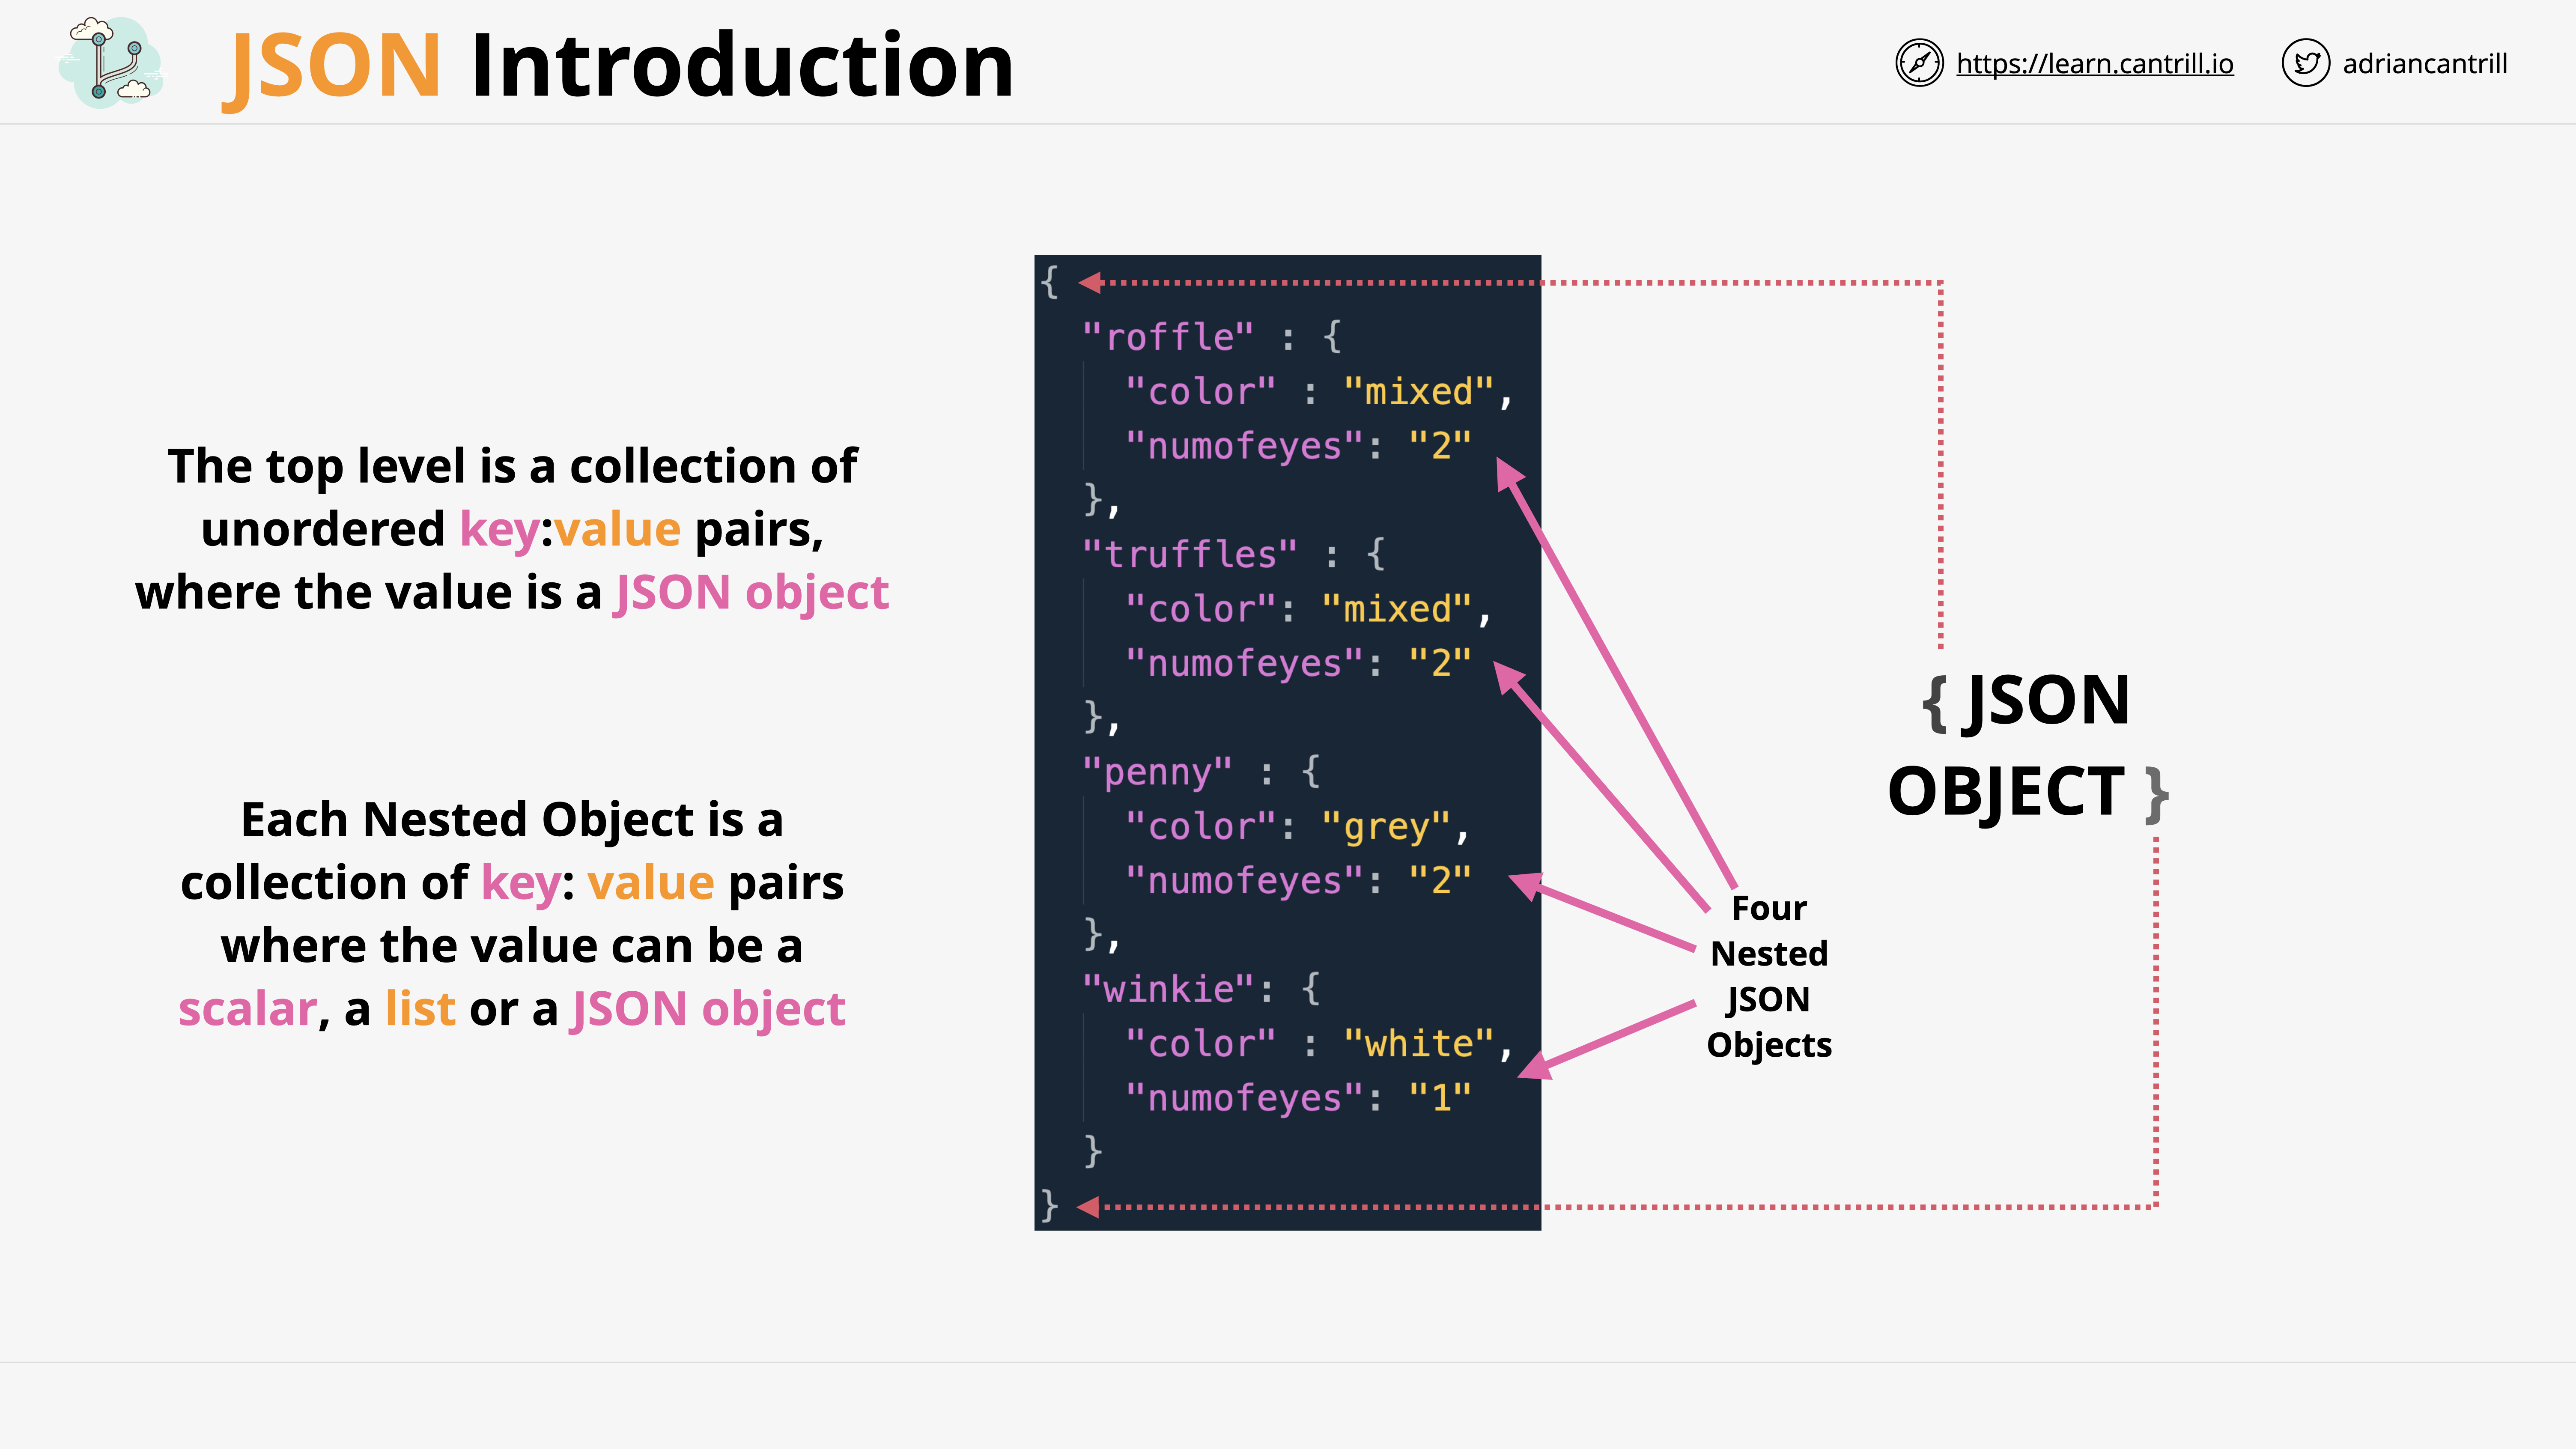 JSON Introduction
https://learn.cantrill.io
adriancantrill
The top level is a collection of
unordered key:value pairs,
where the value is a JSON object
Each Nested Object is a
collection of key: value pairs
where the value can be a
scalar, a list or a JSON object
{
"roffle" : {
"color" : "mixed",
"numofeyes": "2"
},
"truffles" : {
"color": "mixed",
"numofeyes": "2"
},
"penny" : {
"color": "grey",
"numofeyes": "2"
},
"winkie": {
"color" : "white",
"numofeyes": "1"
}
}
Four
Nested
JSON
Objects
{ JSON
OBJECT }